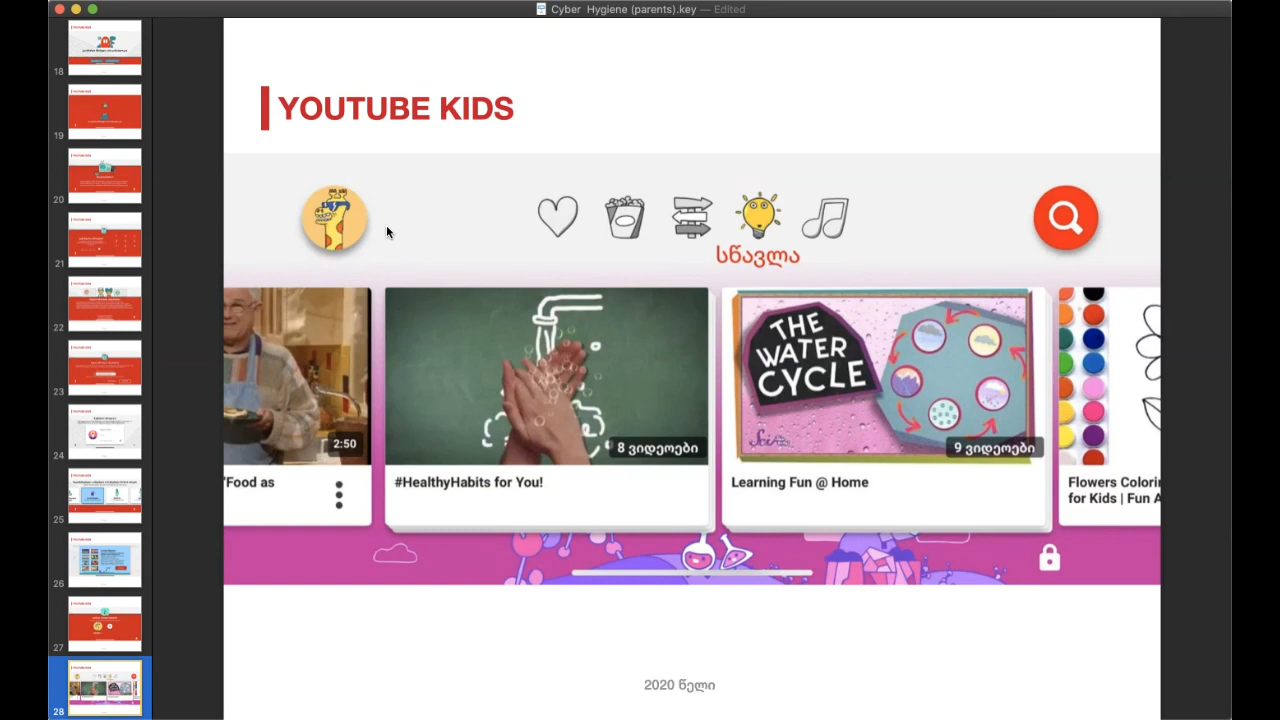 Cyber Hygiene (parents).key — Edited
18
19
20
21
22
23
24
25
26
27
28
YOUTUBE KIDS
სწავლა
2:50
8 ვიდეოები
THE
WATER
CYCLE
SciShow
9 ვიდეოები
'Food as
#HealthyHabits for You!
Learning Fun @ Home
Flowers Colorin
for Kids | Fun A
2020 წელი